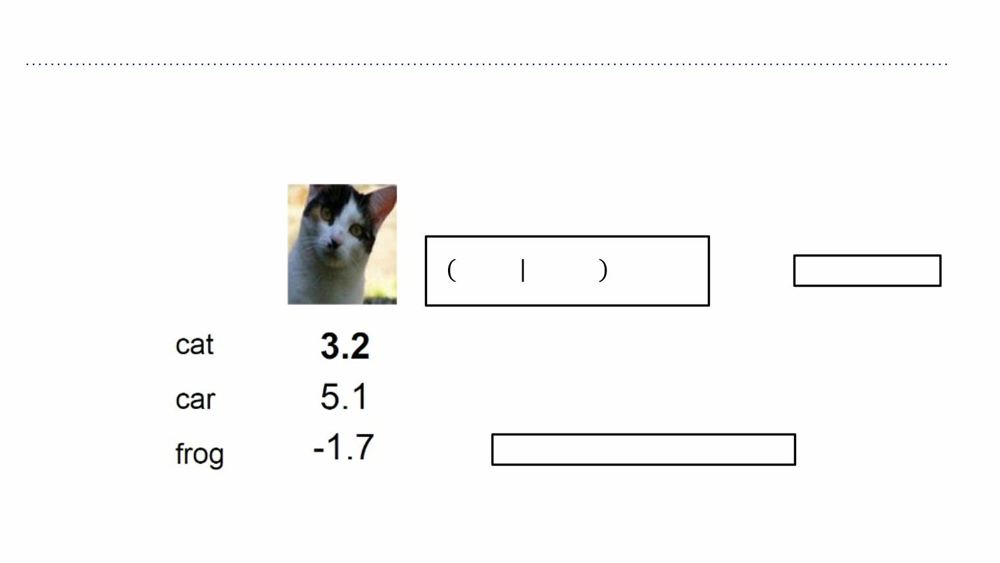 ( | )
cat 3.2
car 5.1
frog -1.7